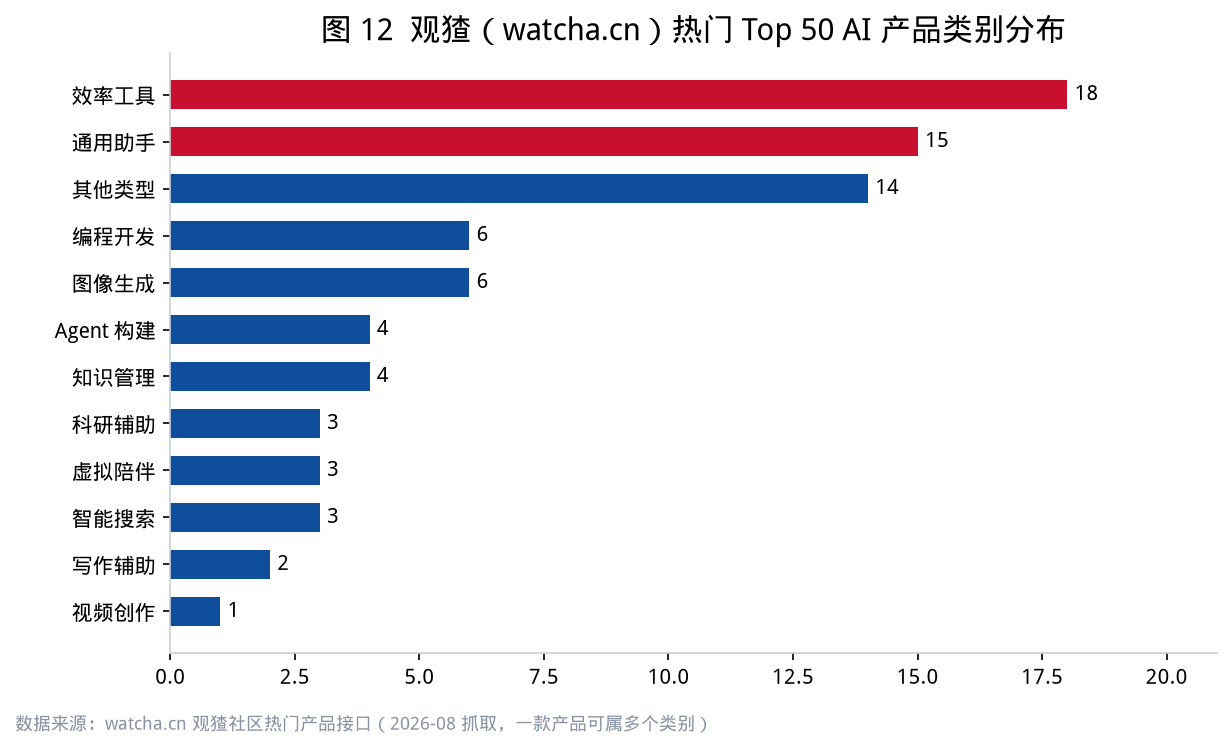 图 12  观猹（watcha.cn）热门 Top 50 AI 产品类别分布
效率工具 18
通用助手 15
其他类型 14
编程开发 6
图像生成 6
Agent 构建 4
知识管理 4
科研辅助 3
虚拟陪伴 3
智能搜索 3
写作辅助 2
视频创作 1
0.0 2.5 5.0 7.5 10.0 12.5 15.0 17.5 20.0
数据来源：watcha.cn 观猹社区热门产品接口（2026-08 抓取，一款产品可属多个类别）